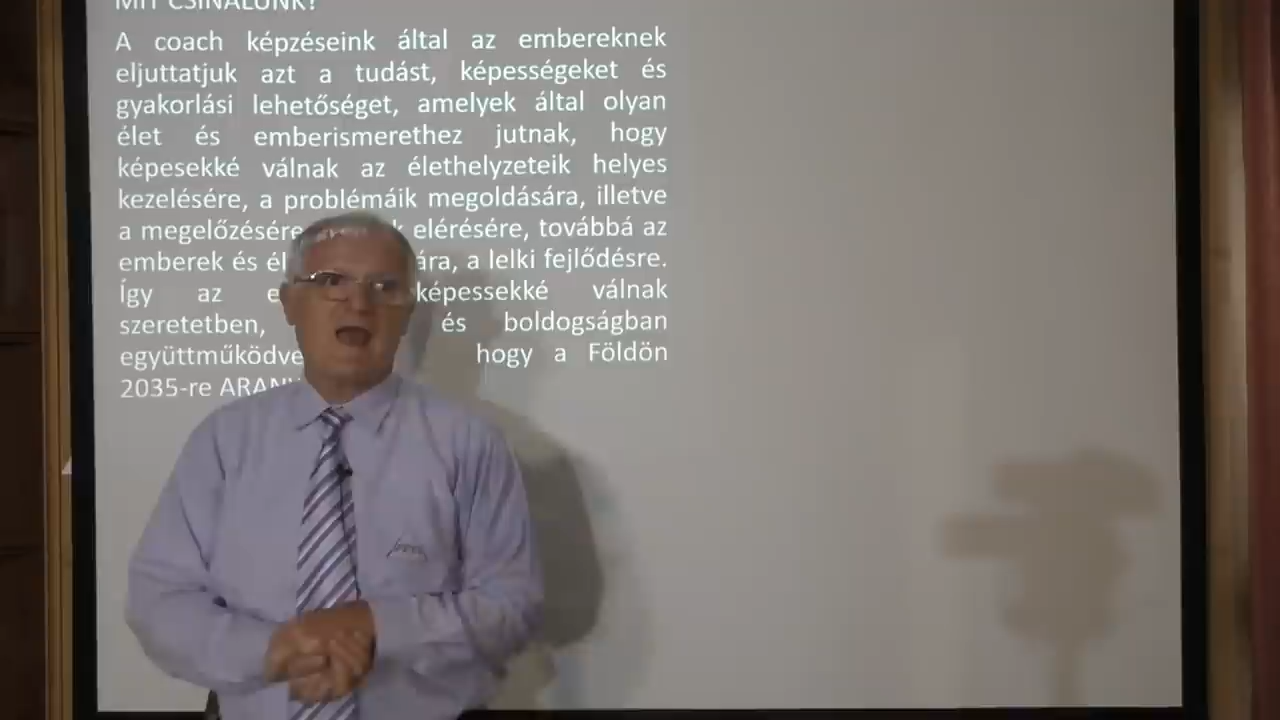 MIT CSINÁLUNK?
A coach képzéseink által az embereknek
eljuttatjuk azt a tudást, képességeket és
gyakorlási lehetőséget, amelyek által olyan
élet és emberismerethez jutnak, hogy
képesekké válnak az élethelyzeteik helyes
kezelésére, a problémáik megoldására, illetve
a megelőzésére elérésére, továbbá az
emberek és a lelki fejlődésre.
Így az képessekké válnak
szeretetben, és boldogságban
együttműködve hogy a Földön
2035-re